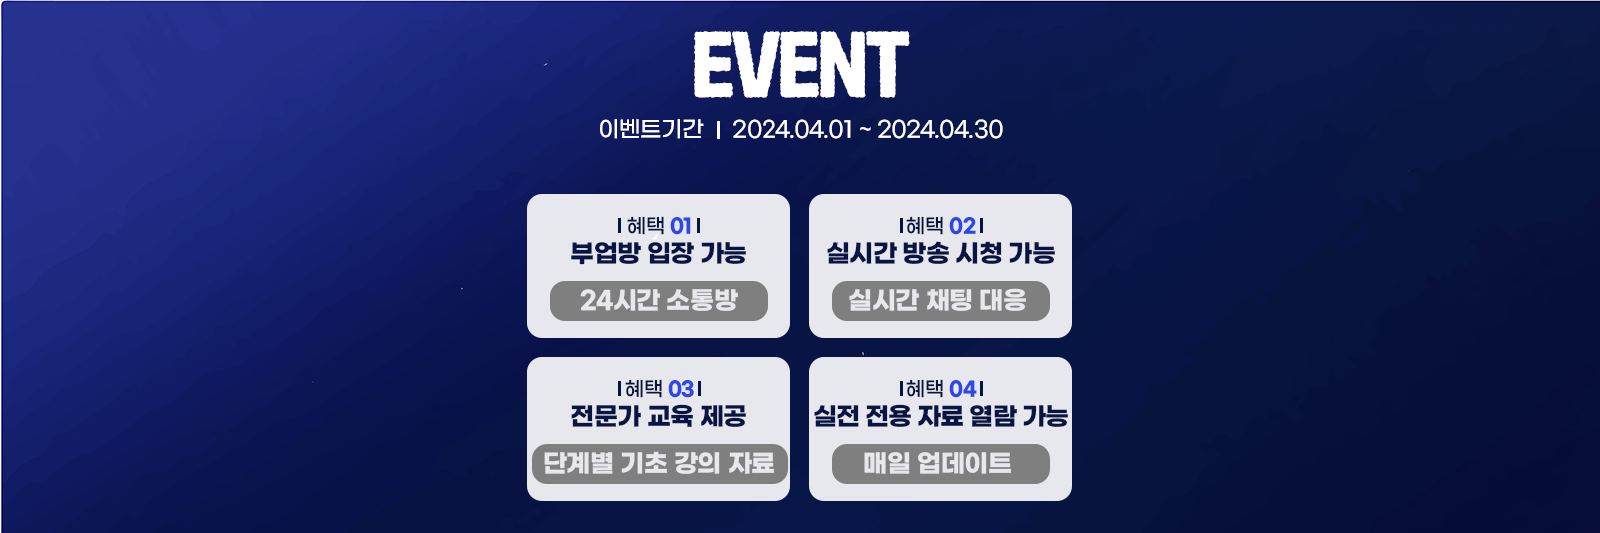 EVENT
이벤트기간 | 2024.04.01 ~ 2024.04.30
| 혜택 01 |
부업방 입장 가능
24시간 소통방
| 혜택 02 |
실시간 방송 시청 가능
실시간 채팅 대응
| 혜택 03 |
전문가 교육 제공
단계별 기초 강의 자료
| 혜택 04 |
실전 전용 자료 열람 가능
매일 업데이트